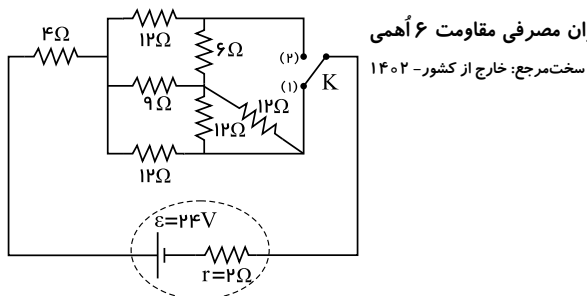 ان مصرفی مقاومت ۶ اُهمی
سخت‌مرجع: خارج از کشور - ۱۴۰۲
۴Ω
۱۲Ω
۶Ω
(۲)
(۱)
K
۹Ω
۱۲Ω
۱۲Ω
۱۲Ω
ε=۲۴V
r=۲Ω